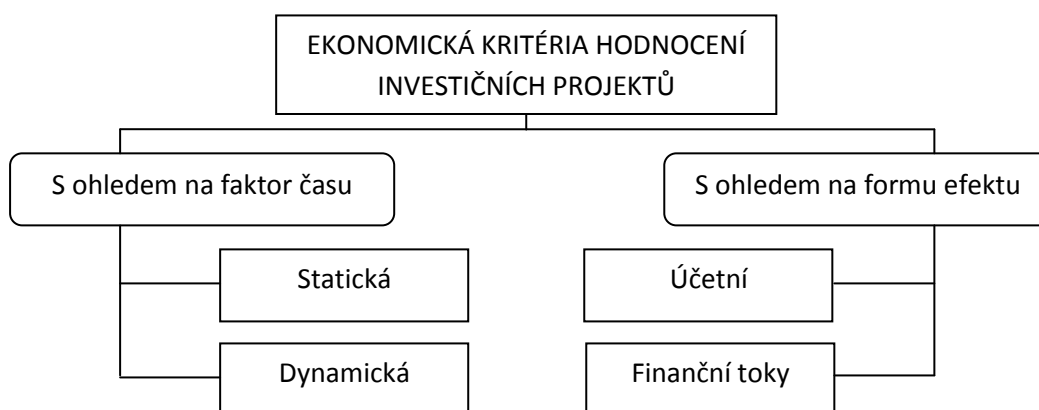 EKONOMICKÁ KRITÉRIA HODNOCENÍ
INVESTIČNÍCH PROJEKTŮ
S ohledem na faktor času
S ohledem na formu efektu
Statická
Účetní
Dynamická
Finanční toky